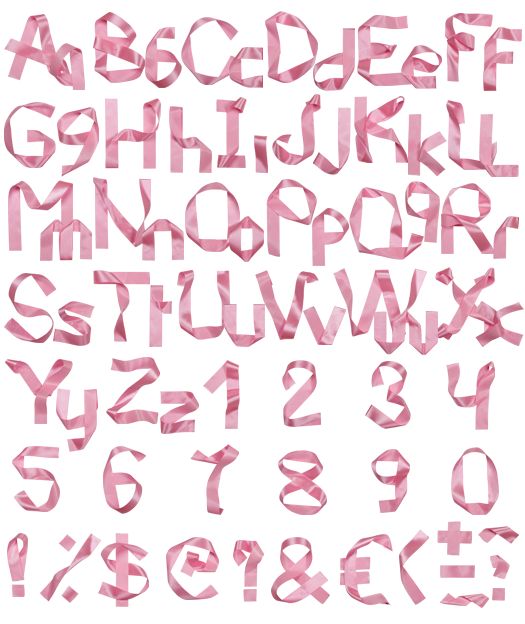 Aa Bb Cc Dd Ee Ff
Gg Hh Ii Jj Kk Ll
Mm Nn Oo Pp Qq Rr
Ss Tt Uu Vv Ww Xx
Yy Zz 1 2 3 4
5 6 7 8 9 0
! % $ @ ? & € ( + -